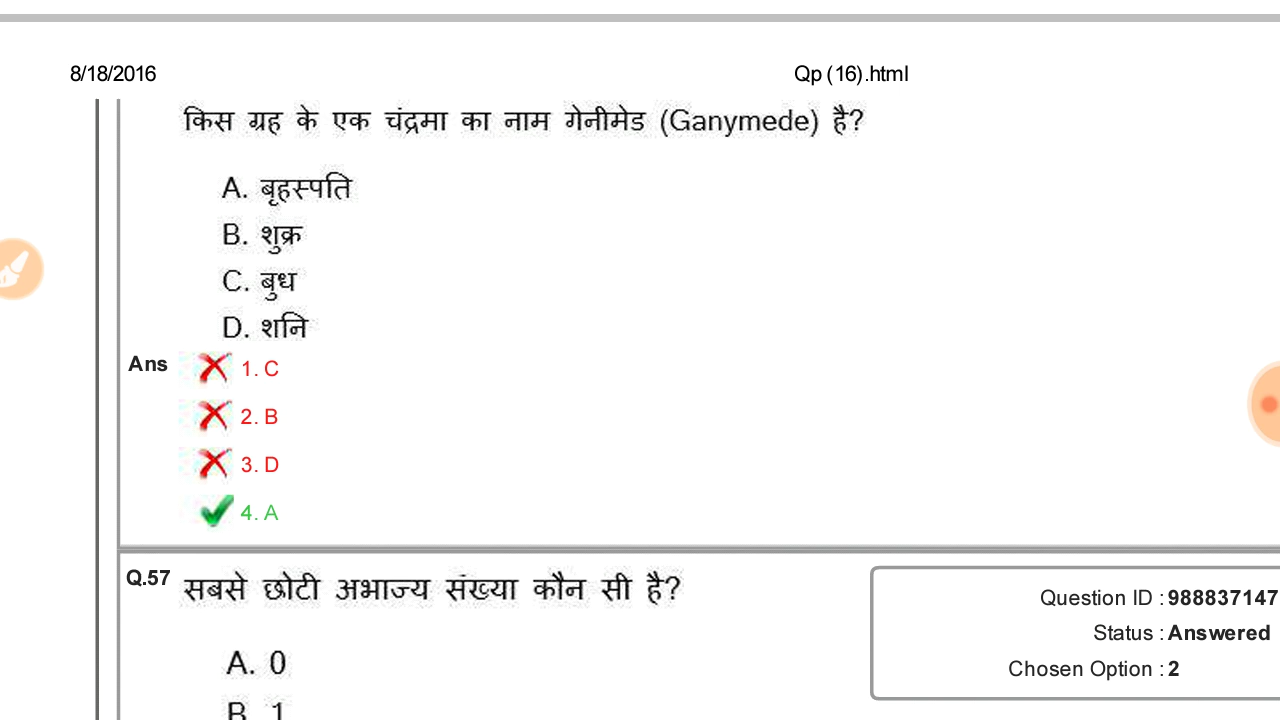 8/18/2016
Qp (16).html
किस ग्रह के एक चंद्रमा का नाम गेनीमेड (Ganymede) है?
A. बृहस्पति
B. शुक्र
C. बुध
D. शनि
Ans
1. C
2. B
3. D
4. A
Q.57 सबसे छोटी अभाज्य संख्या कौन सी है?
A. 0
B. 1
Question ID : 988837147
Status : Answered
Chosen Option : 2